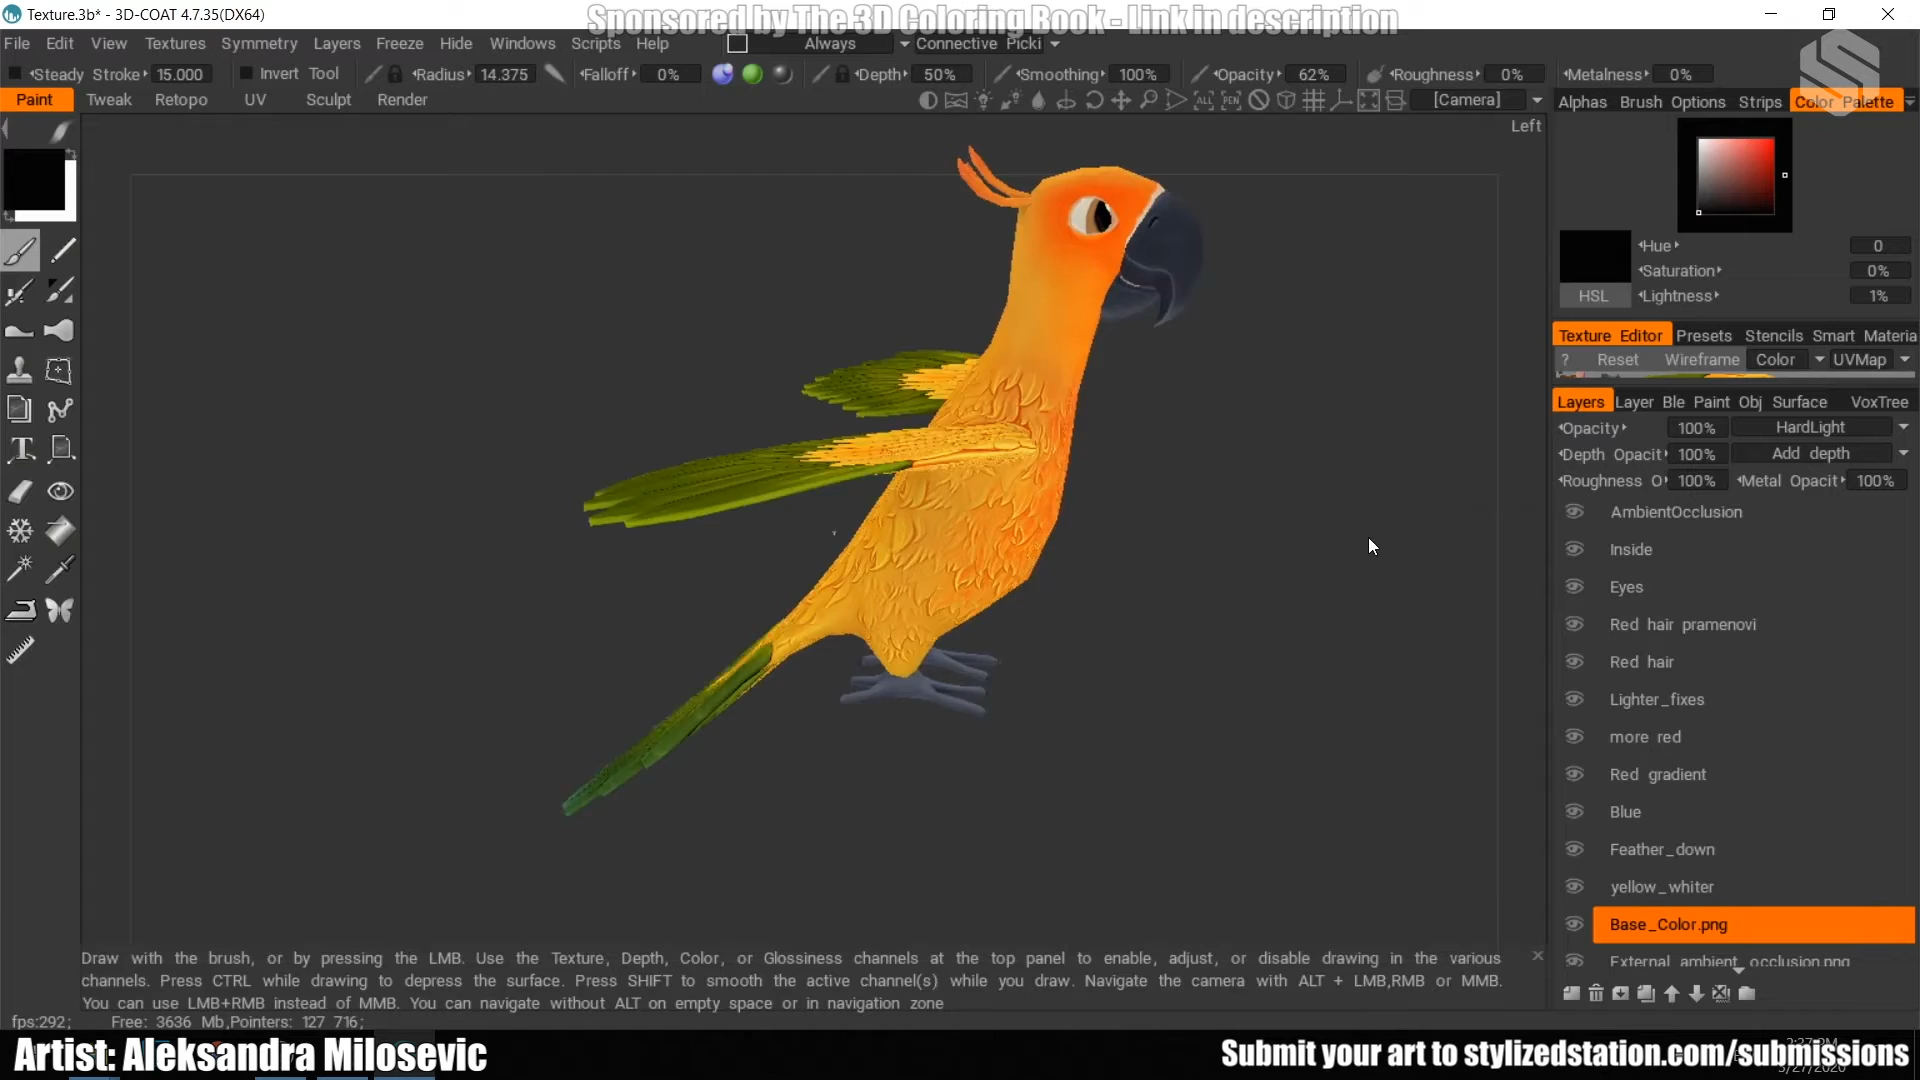 Texture.3b* - 3D-COAT 4.7.35(DX64)
Sponsored by The 3D Coloring Book - Link in description
File Edit View Textures Symmetry Layers Freeze Hide Windows Scripts Help Always Connective Picki
Steady Stroke 15.000 Invert Tool Radius 14.375 Falloff 0% Depth 50% Smoothing 100% Opacity 62% Roughness 0% Metalness 0%
Paint Tweak Retopo UV Sculpt Render ALL PEN [Camera] Alphas Brush Options Strips Color Palette
Left
Hue 0
Saturation 0%
HSL Lightness 1%
Texture Editor Presets Stencils Smart Materia
? Reset Wireframe Color UVMap
Layers Layer Ble Paint Obj Surface VoxTree
Opacity 100% HardLight
Depth Opacit 100% Add depth
Roughness O 100% Metal Opacit 100%
AmbientOcclusion
Inside
Eyes
Red hair pramenovi
Red hair
Lighter_fixes
more red
Red gradient
Blue
Feather_down
yellow_whiter
Base_Color.png
External ambient occlusion.png
Draw with the brush, or by pressing the LMB. Use the Texture, Depth, Color, or Glossiness channels at the top panel to enable, adjust, or disable drawing in the various
channels. Press CTRL while drawing to depress the surface. Press SHIFT to smooth the active channel(s) while you draw. Navigate the camera with ALT + LMB,RMB or MMB.
You can use LMB+RMB instead of MMB. You can navigate without ALT on empty space or in navigation zone
fps:292; Free: 3636 Mb,Pointers: 127 716;
Artist: Aleksandra Milosevic
Submit your art to stylizedstation.com/submissions